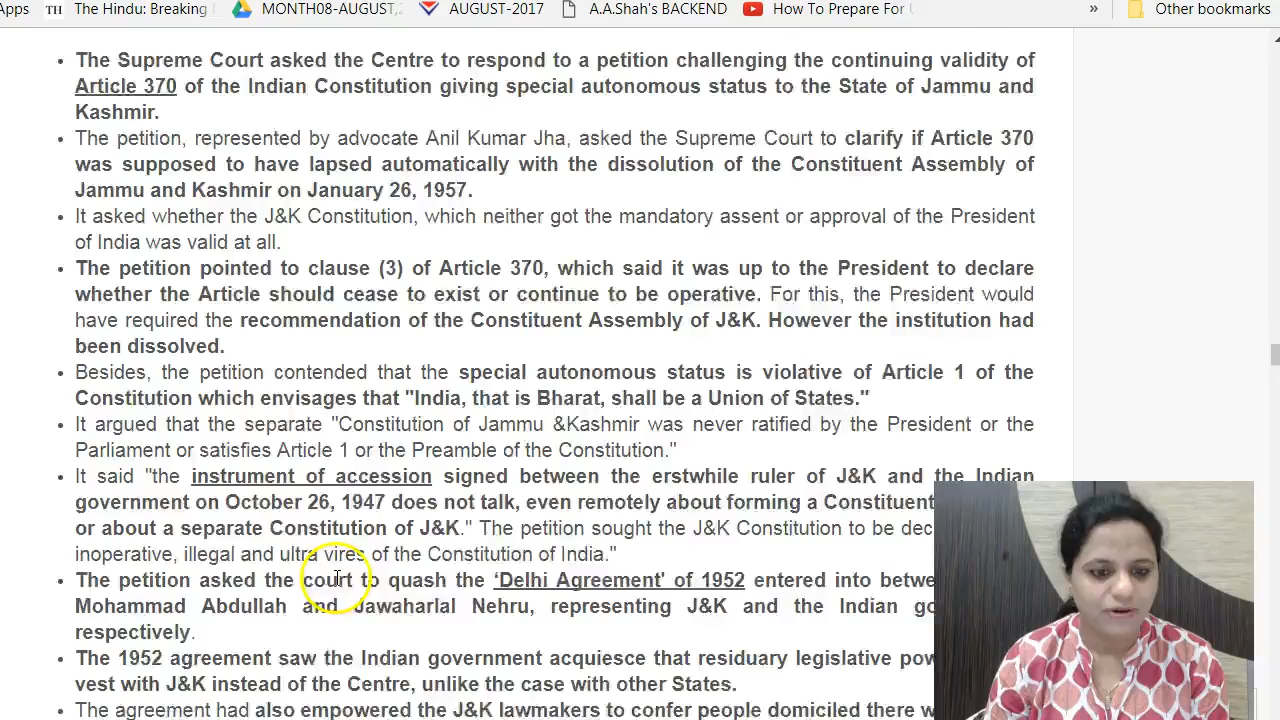 Apps TH The Hindu: Breaking MONTH08-AUGUST, AUGUST-2017 A.A.Shah's BACKEND How To Prepare For » Other bookmarks
• The Supreme Court asked the Centre to respond to a petition challenging the continuing validity of
Article 370 of the Indian Constitution giving special autonomous status to the State of Jammu and
Kashmir.
• The petition, represented by advocate Anil Kumar Jha, asked the Supreme Court to clarify if Article 370
was supposed to have lapsed automatically with the dissolution of the Constituent Assembly of
Jammu and Kashmir on January 26, 1957.
• It asked whether the J&K Constitution, which neither got the mandatory assent or approval of the President
of India was valid at all.
• The petition pointed to clause (3) of Article 370, which said it was up to the President to declare
whether the Article should cease to exist or continue to be operative. For this, the President would
have required the recommendation of the Constituent Assembly of J&K. However the institution had
been dissolved.
• Besides, the petition contended that the special autonomous status is violative of Article 1 of the
Constitution which envisages that "India, that is Bharat, shall be a Union of States."
• It argued that the separate "Constitution of Jammu &Kashmir was never ratified by the President or the
Parliament or satisfies Article 1 or the Preamble of the Constitution."
• It said "the instrument of accession signed between the erstwhile ruler of J&K and the Indian
government on October 26, 1947 does not talk, even remotely about forming a Constituent
or about a separate Constitution of J&K." The petition sought the J&K Constitution to be dec
inoperative, illegal and ultra vires of the Constitution of India."
• The petition asked the court to quash the ‘Delhi Agreement' of 1952 entered into betwe
Mohammad Abdullah and Jawaharlal Nehru, representing J&K and the Indian go
respectively.
• The 1952 agreement saw the Indian government acquiesce that residuary legislative pow
vest with J&K instead of the Centre, unlike the case with other States.
• The agreement had also empowered the J&K lawmakers to confer people domiciled there w